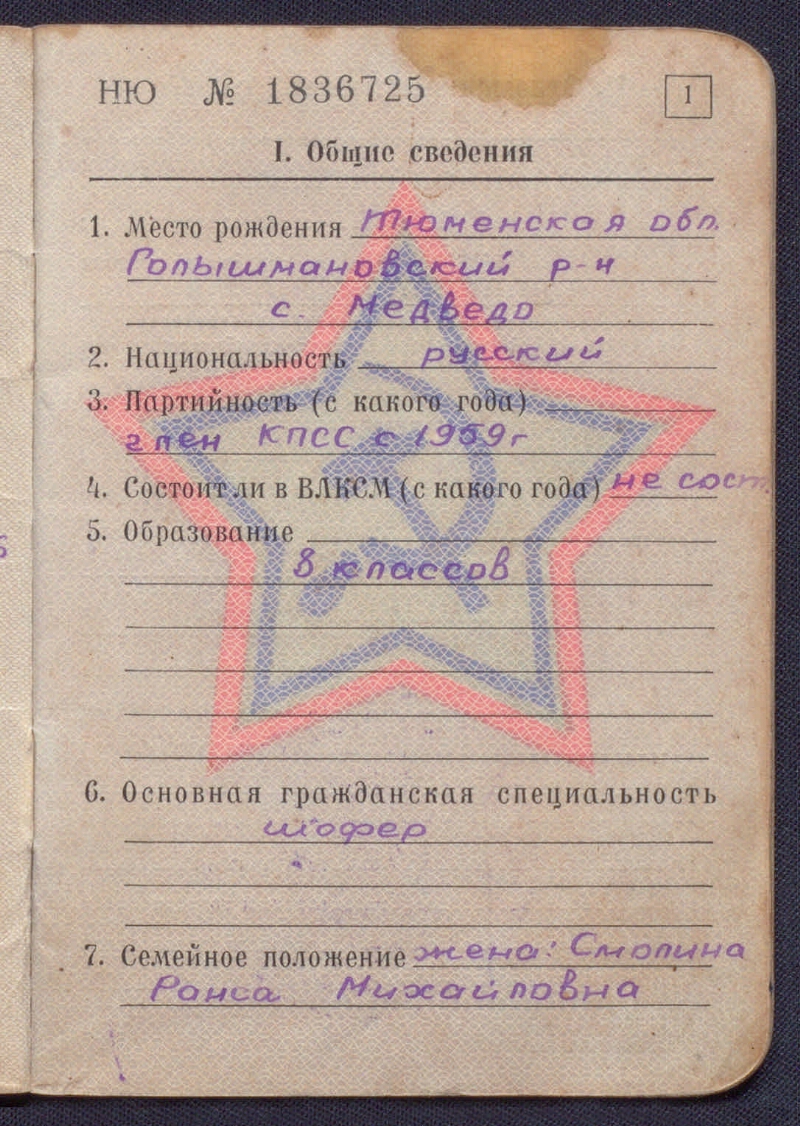 НЮ № 1836725
1
I. Общие сведения
1. Место рождения Тюменская обл.
Голышмановский р-н
с. Медведо
2. Национальность русский
3. Партийность (с какого года)
член КПСС с 1959г
4. Состоит ли в ВЛКСМ (с какого года) не сост.
5. Образование
8 классов
6. Основная гражданская специальность
шофер
7. Семейное положение жена: Смолина
Раиса Михайловна